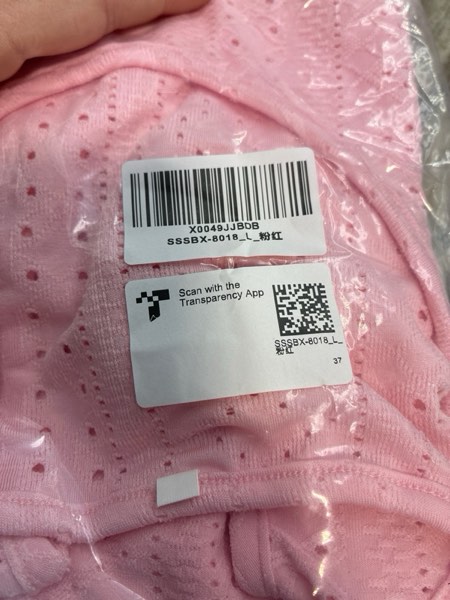 X0049JJBDB
SSSBX-8018_L_粉红
Scan with the
Transparency App
SSSBX-8018_L_
粉红
37